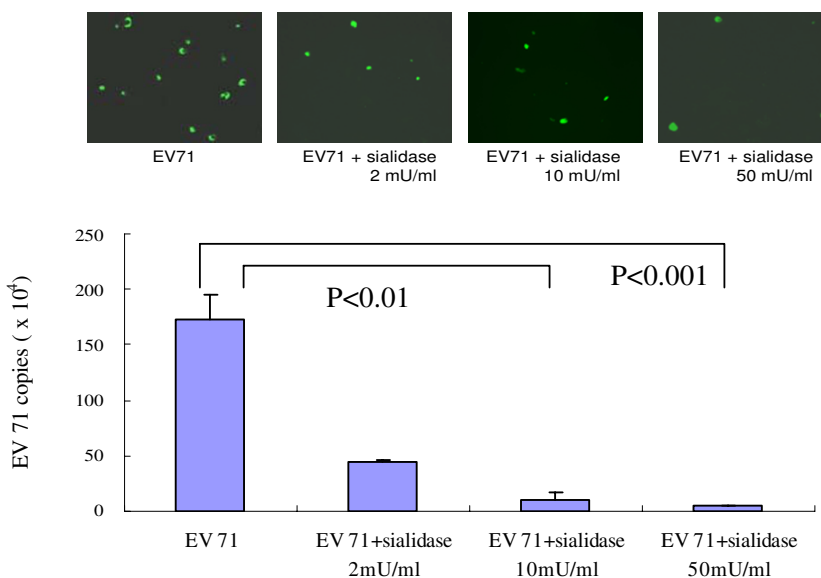 EV71
EV71 + sialidase
2 mU/ml
EV71 + sialidase
10 mU/ml
EV71 + sialidase
50 mU/ml
EV 71 copies ( x 10⁴)
250
200
150
100
50
0
P<0.01
P<0.001
EV 71
EV 71+sialidase
2mU/ml
EV 71+sialidase
10mU/ml
EV 71+sialidase
50mU/ml